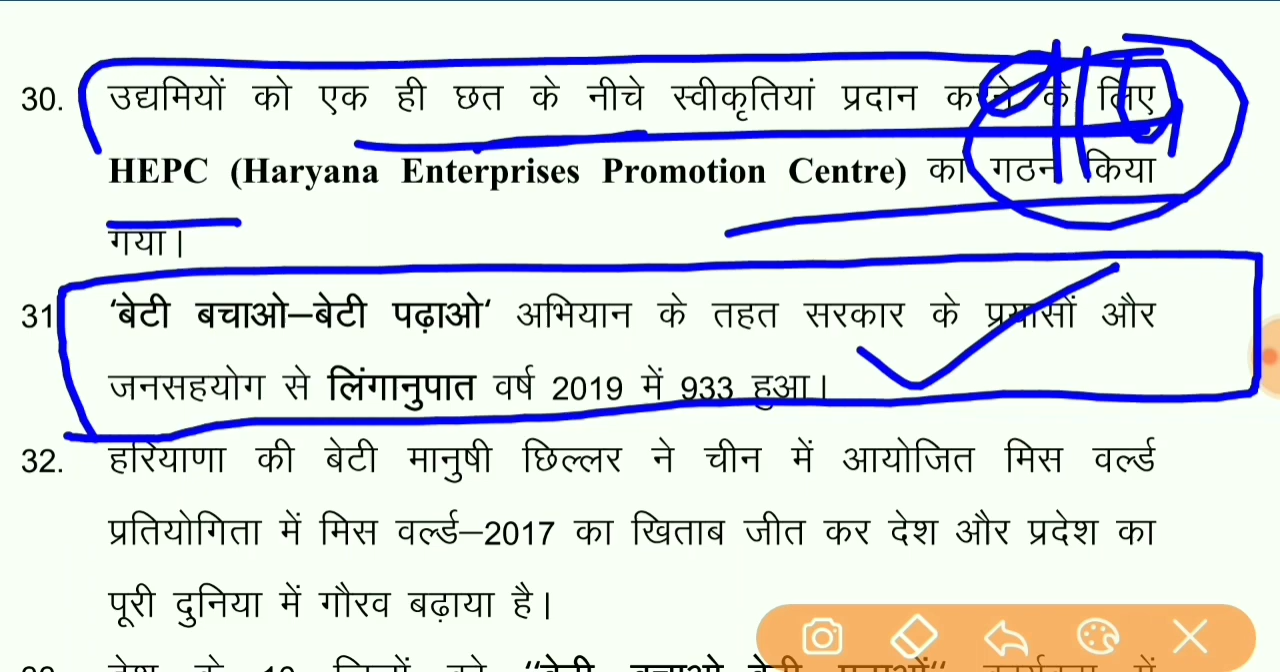 30. उद्यमियों को एक ही छत के नीचे स्वीकृतियां प्रदान करने के लिए
HEPC (Haryana Enterprises Promotion Centre) का गठन किया
गया।
31 ‘बेटी बचाओ–बेटी पढ़ाओ‘ अभियान के तहत सरकार के प्रयासों और
जनसहयोग से लिंगानुपात वर्ष 2019 में 933 हुआ।
32. हरियाणा की बेटी मानुषी छिल्लर ने चीन में आयोजित मिस वर्ल्ड
प्रतियोगिता में मिस वर्ल्ड–2017 का खिताब जीत कर देश और प्रदेश का
पूरी दुनिया में गौरव बढ़ाया है।